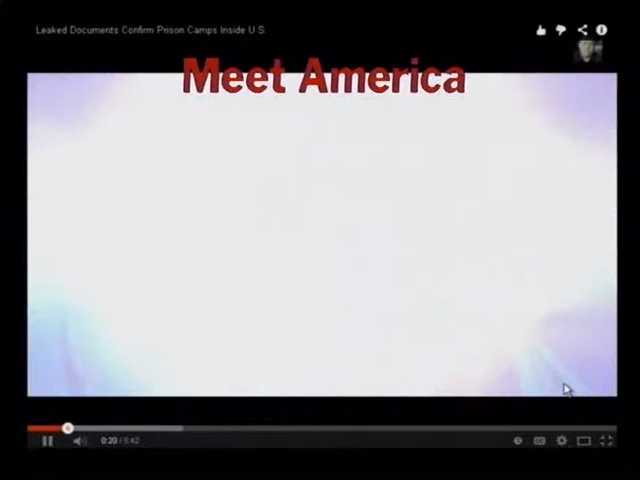 Leaked Documents Confirm Prison Camps Inside U.S.
Meet America
0:20 / 5:42